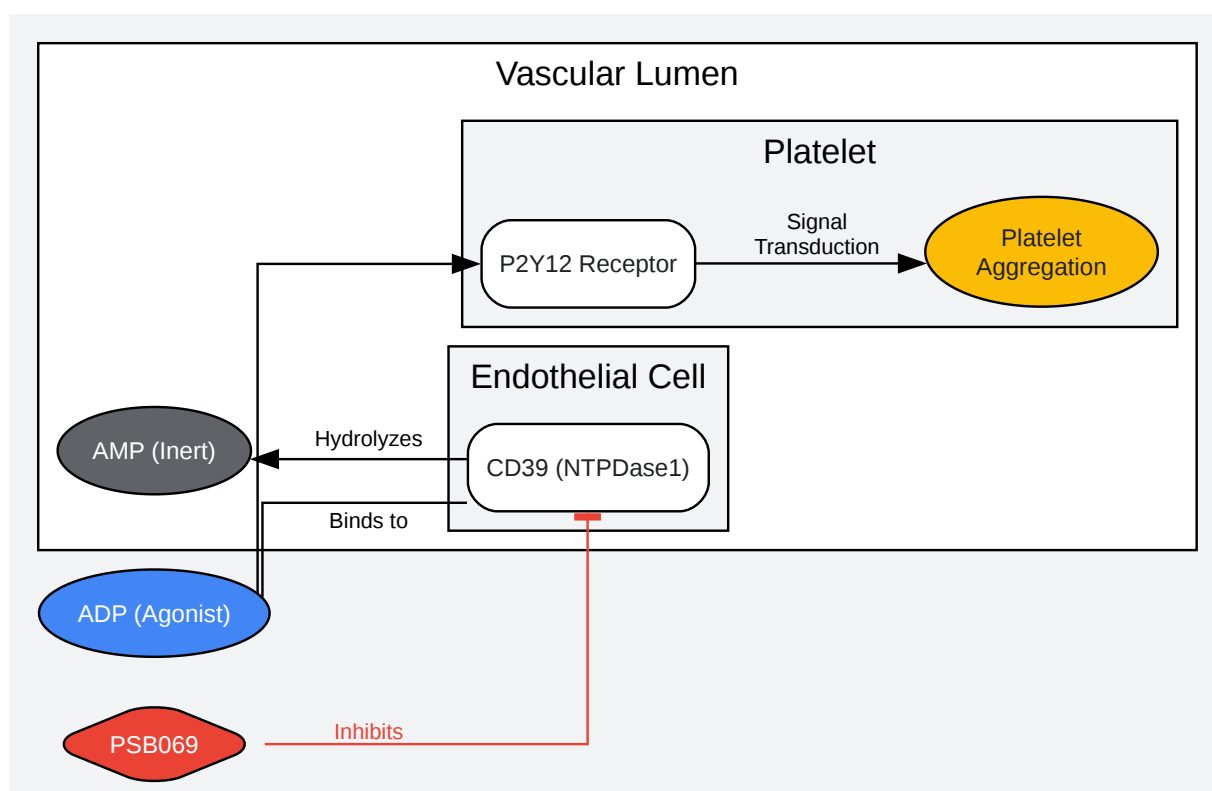 Vascular Lumen
Platelet
Signal
Transduction
P2Y12 Receptor
Platelet
Aggregation
Endothelial Cell
AMP (Inert)
Hydrolyzes
CD39 (NTPDase1)
Binds to
ADP (Agonist)
PSB069
Inhibits